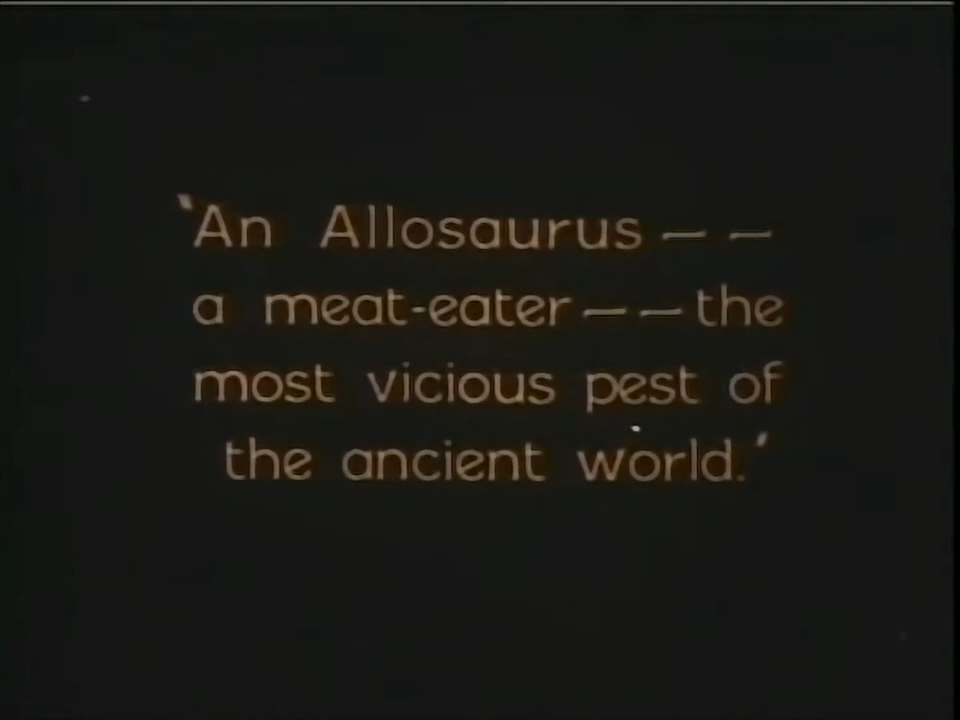 'An Allosaurus — —
a meat-eater — — the
most vicious pest of
the ancient world.'